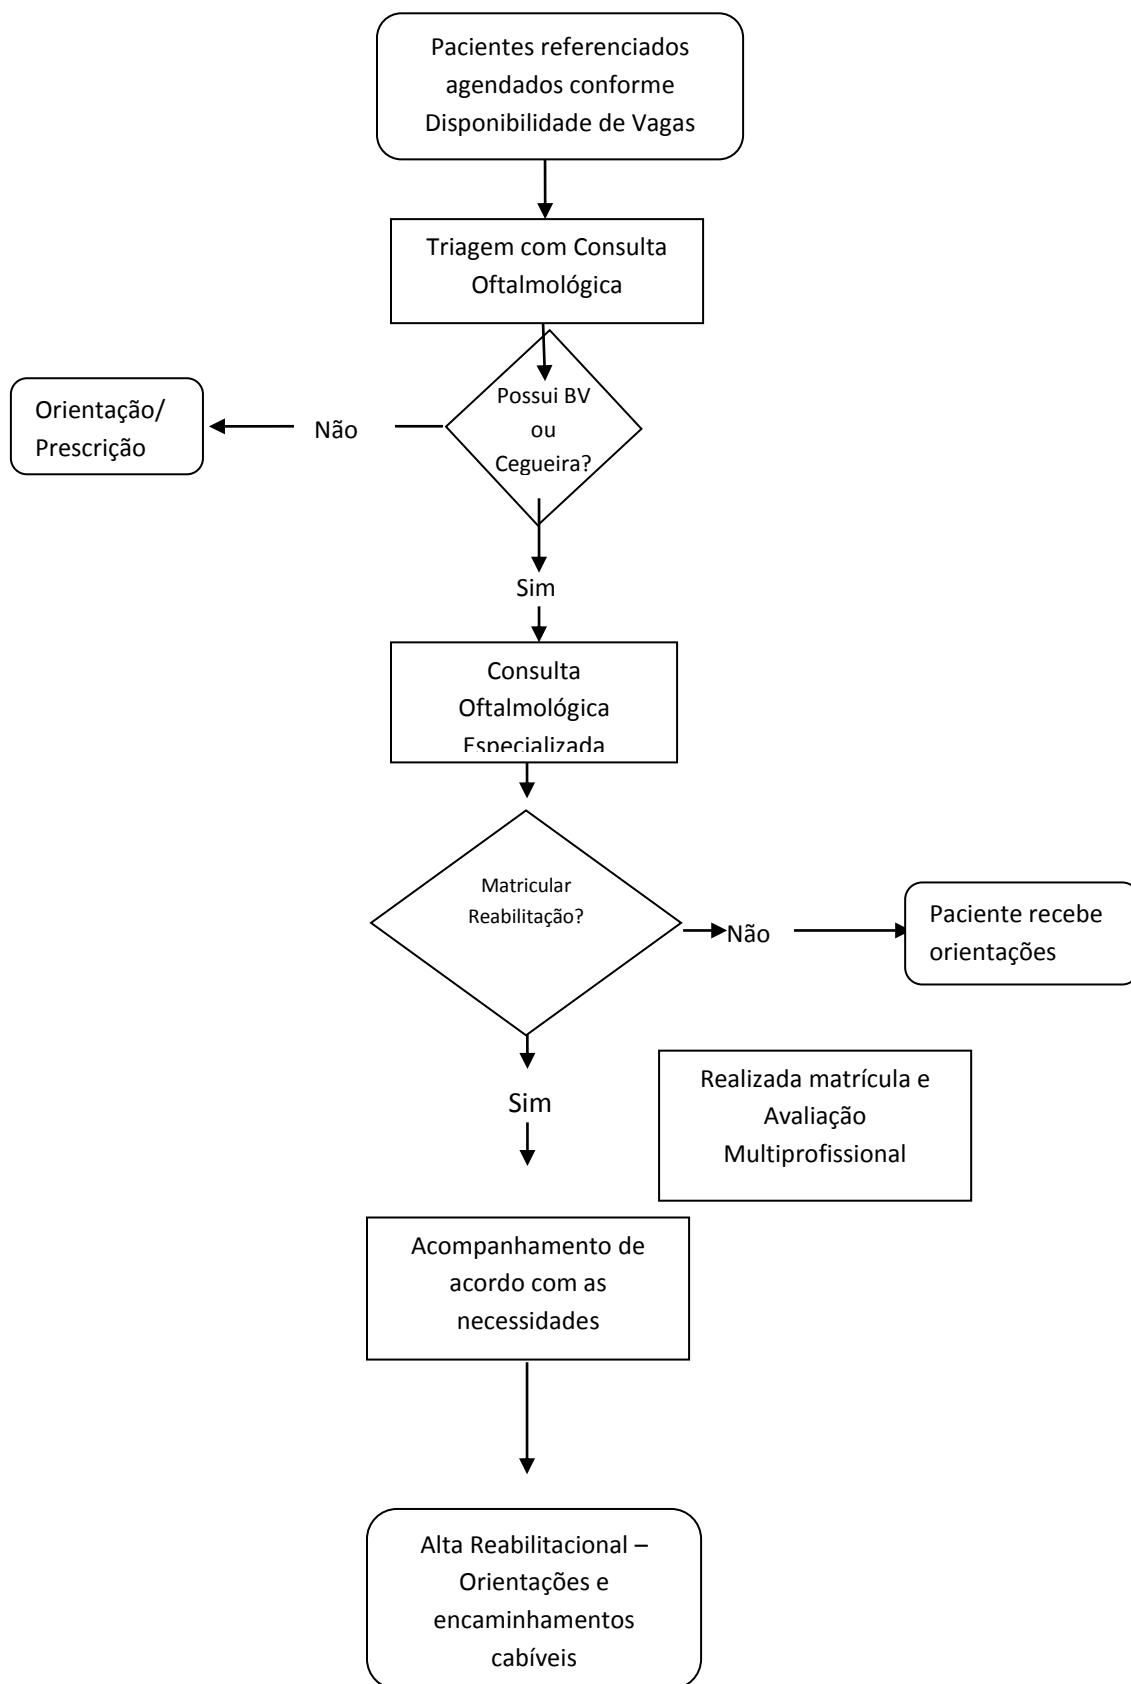 Pacientes referenciados
agendados conforme
Disponibilidade de Vagas
Triagem com Consulta
Oftalmológica
Possui BV
ou
Cegueira?
Não
Orientação/
Prescrição
Sim
Consulta
Oftalmológica
Especializada
Matricular
Reabilitação?
Não
Paciente recebe
orientações
Sim
Realizada matrícula e
Avaliação
Multiprofissional
Acompanhamento de
acordo com as
necessidades
Alta Reabilitacional –
Orientações e
encaminhamentos
cabíveis